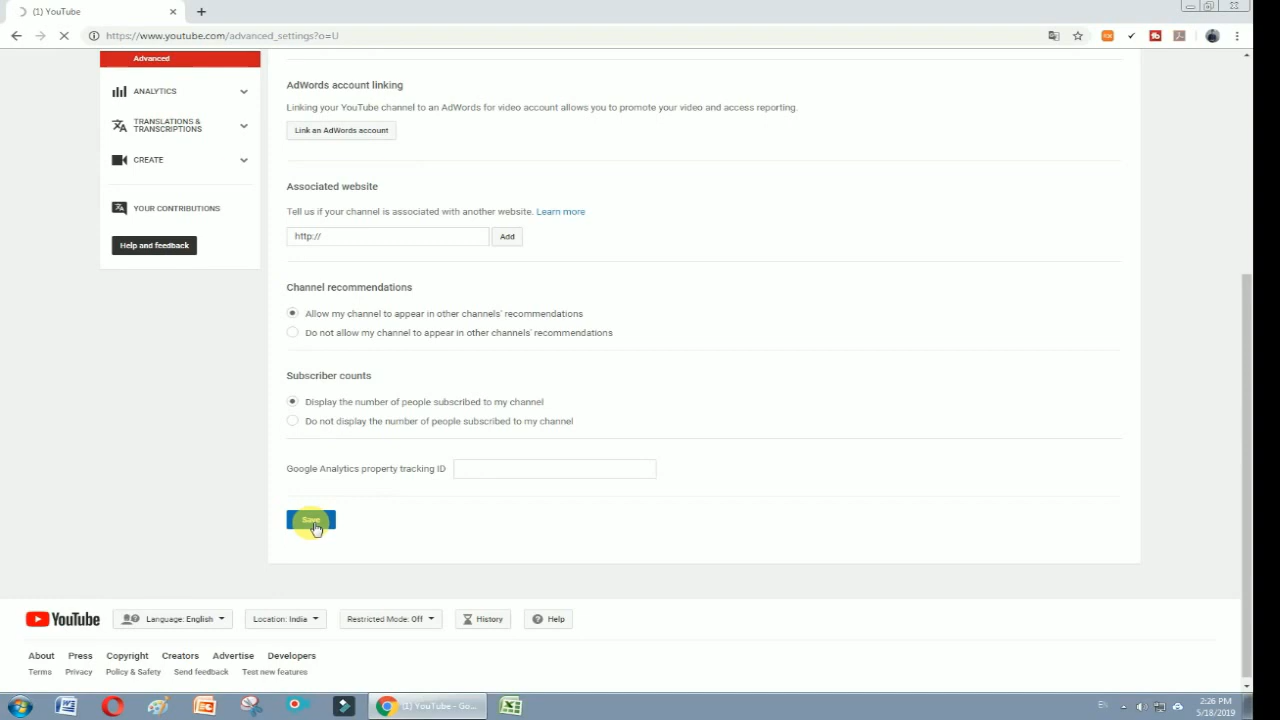 (1) YouTube
https://www.youtube.com/advanced_settings?o=U
Advanced
ANALYTICS
TRANSLATIONS &
TRANSCRIPTIONS
CREATE
YOUR CONTRIBUTIONS
Help and feedback
AdWords account linking
Linking your YouTube channel to an AdWords for video account allows you to promote your video and access reporting.
Link an AdWords account
Associated website
Tell us if your channel is associated with another website. Learn more
http://
Add
Channel recommendations
Allow my channel to appear in other channels' recommendations
Do not allow my channel to appear in other channels' recommendations
Subscriber counts
Display the number of people subscribed to my channel
Do not display the number of people subscribed to my channel
Google Analytics property tracking ID
Save
YouTube
Language: English
Location: India
Restricted Mode: Off
History
Help
About Press Copyright Creators Advertise Developers
Terms Privacy Policy & Safety Send feedback Test new features
(1) YouTube - Go...
EN
2:26 PM
5/18/2019